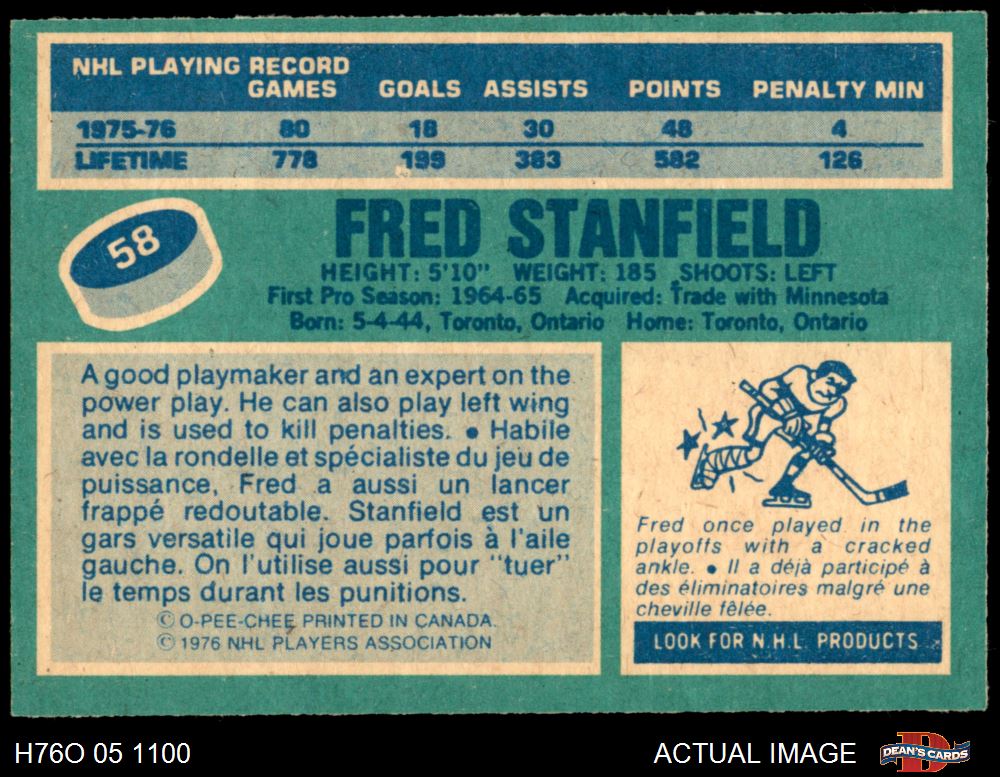 NHL PLAYING RECORD
GAMES GOALS ASSISTS POINTS PENALTY MIN
1975-76 80 18 30 48 4
LIFETIME 778 199 383 582 126
58
FRED STANFIELD
HEIGHT: 5'10" WEIGHT: 185 SHOOTS: LEFT
First Pro Season: 1964-65 Acquired: Trade with Minnesota
Born: 5-4-44, Toronto, Ontario Home: Toronto, Ontario
A good playmaker and an expert on the
power play. He can also play left wing
and is used to kill penalties. • Habile
avec la rondelle et spécialiste du jeu de
puissance, Fred a aussi un lancer
frappé redoutable. Stanfield est un
gars versatile qui joue parfois à l'aile
gauche. On l'utilise aussi pour "tuer"
le temps durant les punitions.
© O-PEE-CHEE PRINTED IN CANADA.
© 1976 NHL PLAYERS ASSOCIATION
Fred once played in the
playoffs with a cracked
ankle. • Il a déjà participé à
des éliminatoires malgré une
cheville fêlée.
LOOK FOR N.H.L. PRODUCTS
H76O 05 1100
ACTUAL IMAGE
DEAN'S CARDS